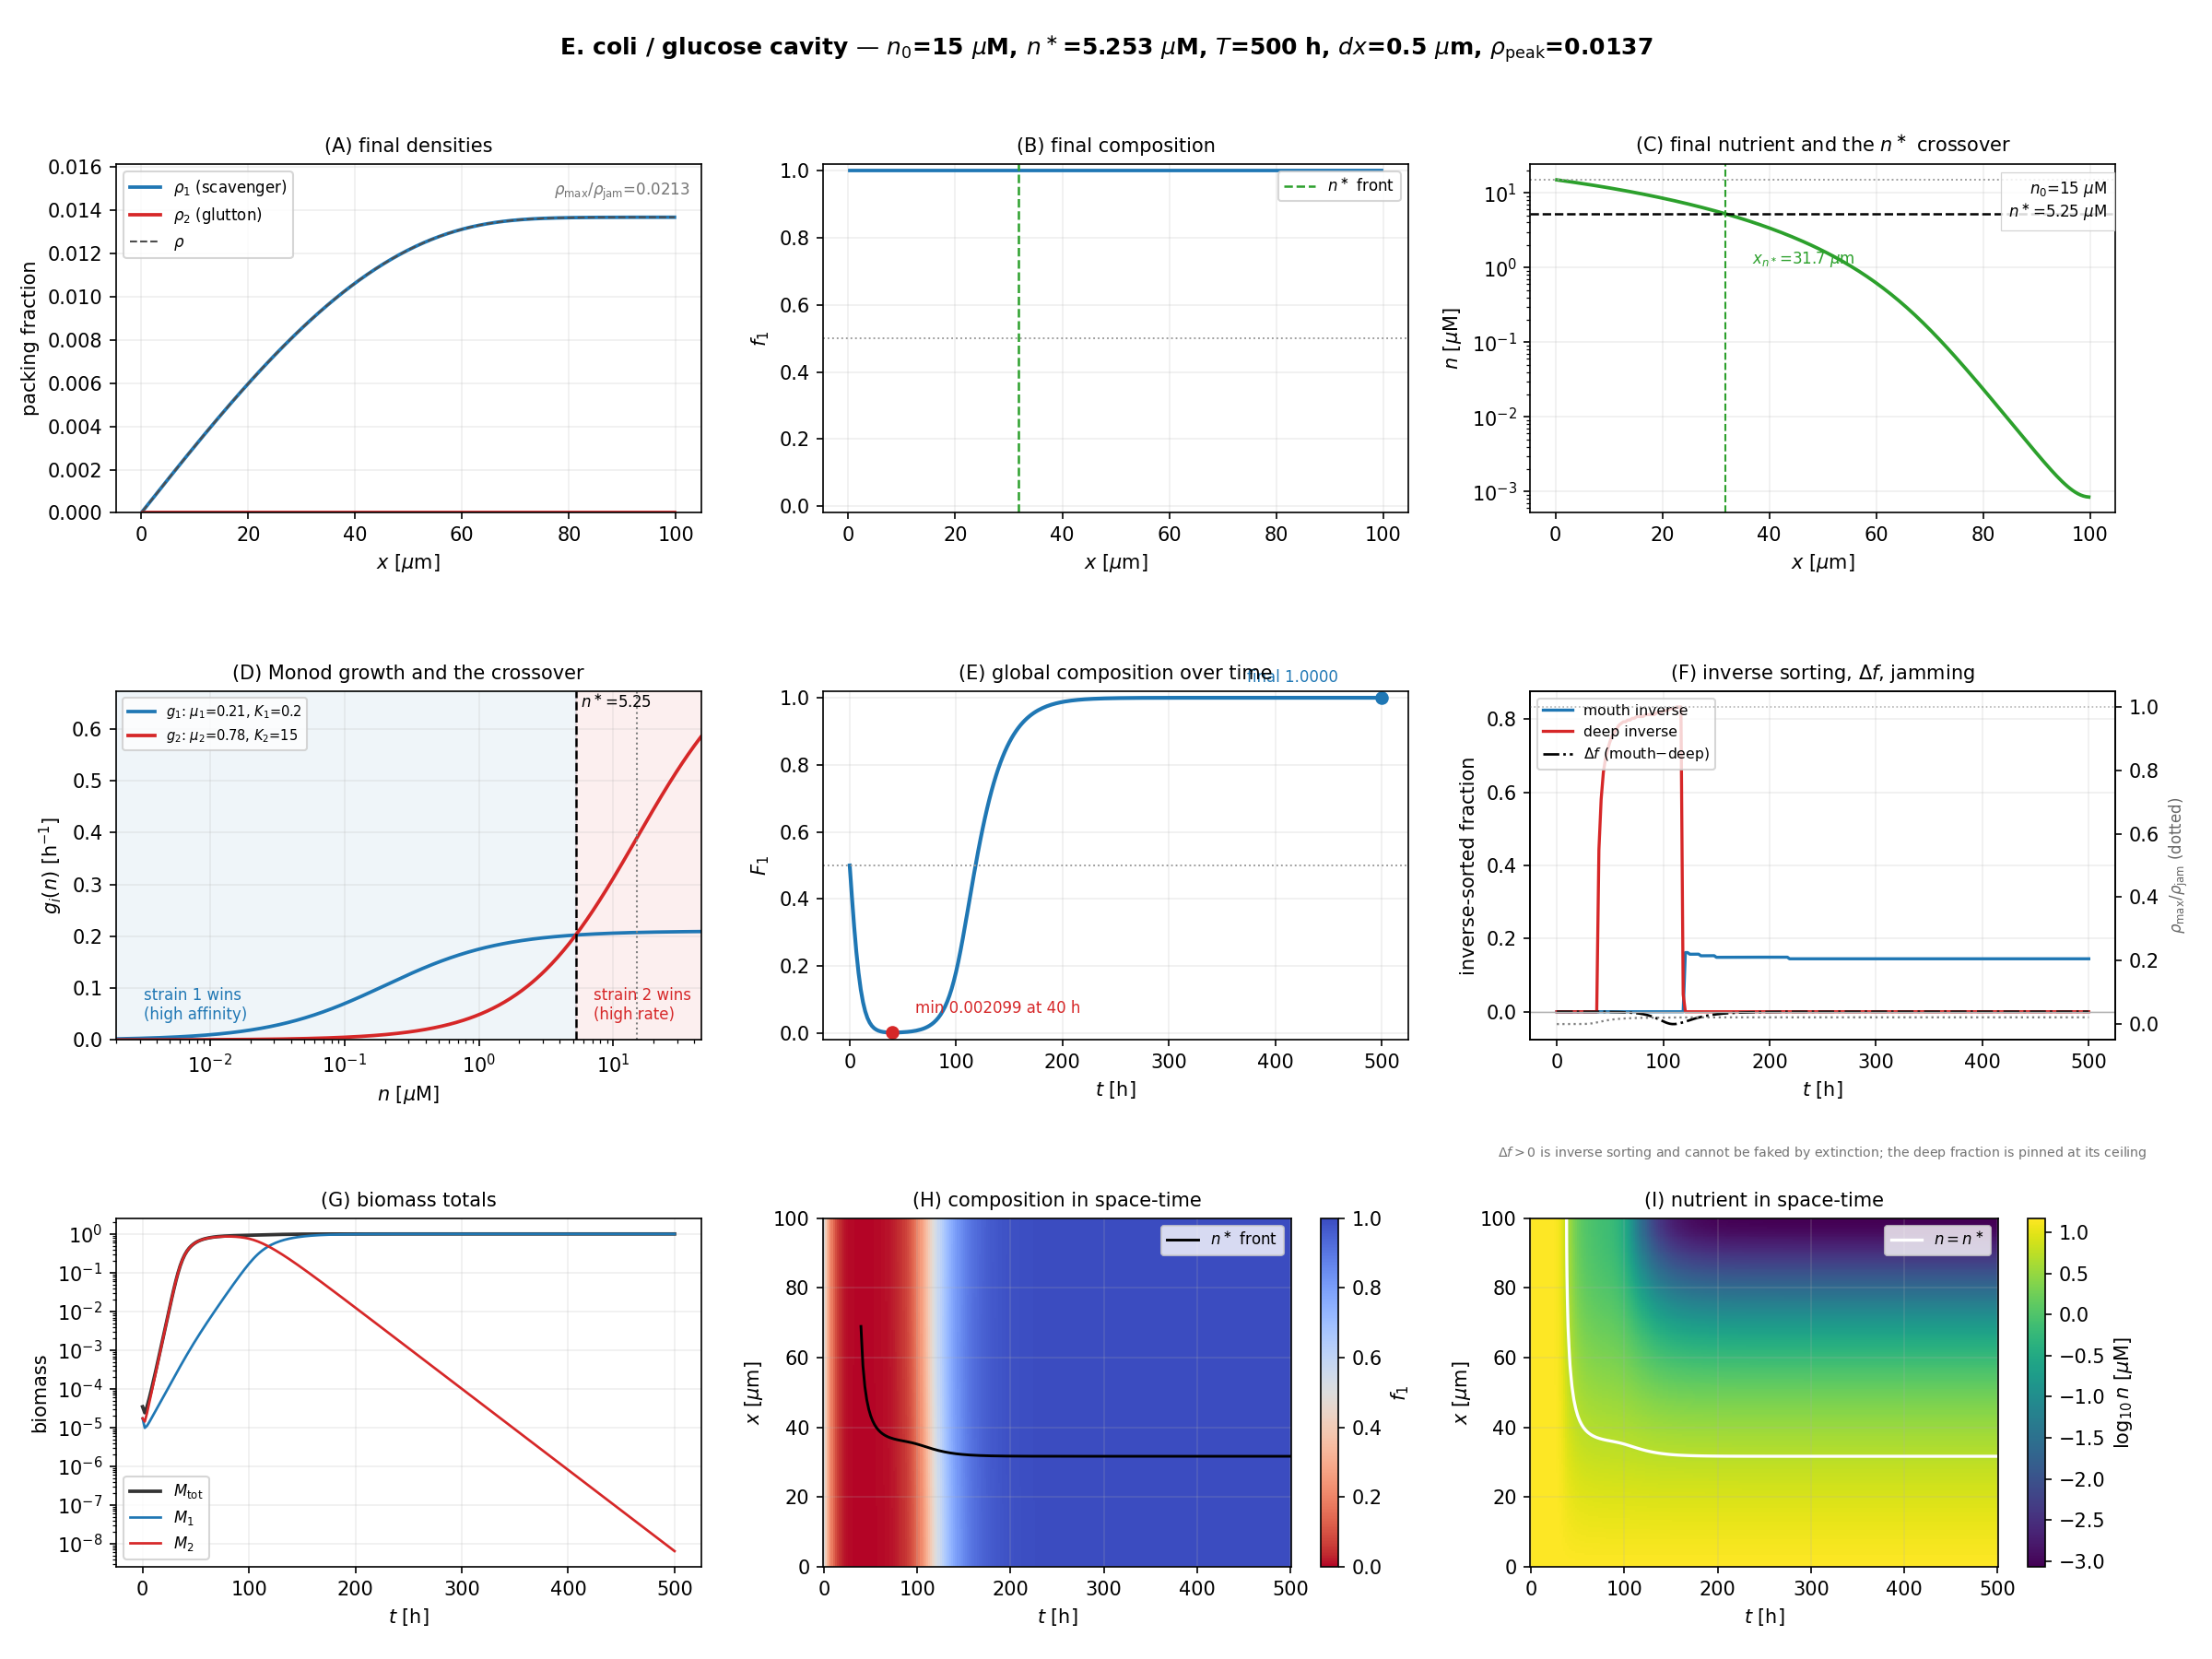 E. coli / glucose cavity — n₀=15 μM, n*=5.253 μM, T=500 h, dx=0.5 μm, ρpeak=0.0137
(A) final densities
ρ₁ (scavenger)
ρ₂ (glutton)
ρ
ρmax/ρjam=0.0213
packing fraction
0.016
0.014
0.012
0.010
0.008
0.006
0.004
0.002
0.000
0 20 40 60 80 100
x [μm]
(B) final composition
n* front
f₁
1.0
0.8
0.6
0.4
0.2
0.0
0 20 40 60 80 100
x [μm]
(C) final nutrient and the n* crossover
n₀=15 μM
n*=5.25 μM
xn*=31.7 μm
n [μM]
10¹
10⁰
10⁻¹
10⁻²
10⁻³
0 20 40 60 80 100
x [μm]
(D) Monod growth and the crossover
g₁: μ₁=0.21, K₁=0.2
g₂: μ₂=0.78, K₂=15
n*=5.25
strain 1 wins
(high affinity)
strain 2 wins
(high rate)
gᵢ(n) [h⁻¹]
0.6
0.5
0.4
0.3
0.2
0.1
0.0
10⁻² 10⁻¹ 10⁰ 10¹
n [μM]
(E) global composition over time
final 1.0000
min 0.002099 at 40 h
F₁
1.0
0.8
0.6
0.4
0.2
0.0
0 100 200 300 400 500
t [h]
(F) inverse sorting, Δf, jamming
mouth inverse
deep inverse
Δf (mouth−deep)
inverse-sorted fraction
0.8
0.6
0.4
0.2
0.0
1.0
0.8
0.6
0.4
0.2
0.0
ρmax/ρjam (dotted)
0 100 200 300 400 500
t [h]
Δf > 0 is inverse sorting and cannot be faked by extinction; the deep fraction is pinned at its ceiling
(G) biomass totals
Mtot
M₁
M₂
biomass
10⁰
10⁻¹
10⁻²
10⁻³
10⁻⁴
10⁻⁵
10⁻⁶
10⁻⁷
10⁻⁸
0 100 200 300 400 500
t [h]
(H) composition in space-time
n* front
x [μm]
100
80
60
40
20
0
0 100 200 300 400 500
t [h]
1.0
0.8
0.6
0.4
0.2
0.0
f₁
(I) nutrient in space-time
n = n*
x [μm]
100
80
60
40
20
0
0 100 200 300 400 500
t [h]
1.0
0.5
0.0
−0.5
−1.0
−1.5
−2.0
−2.5
−3.0
log₁₀ n [μM]